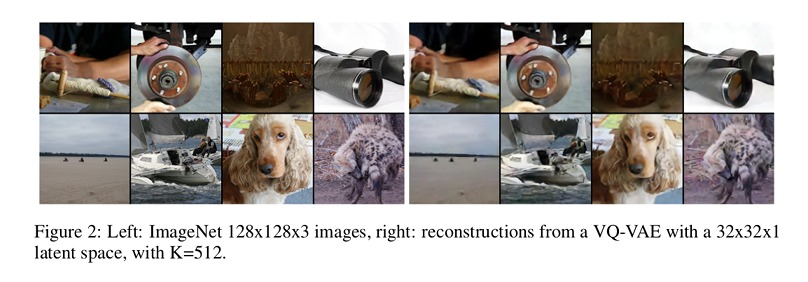 Figure 2: Left: ImageNet 128x128x3 images, right: reconstructions from a VQ-VAE with a 32x32x1
latent space, with K=512.